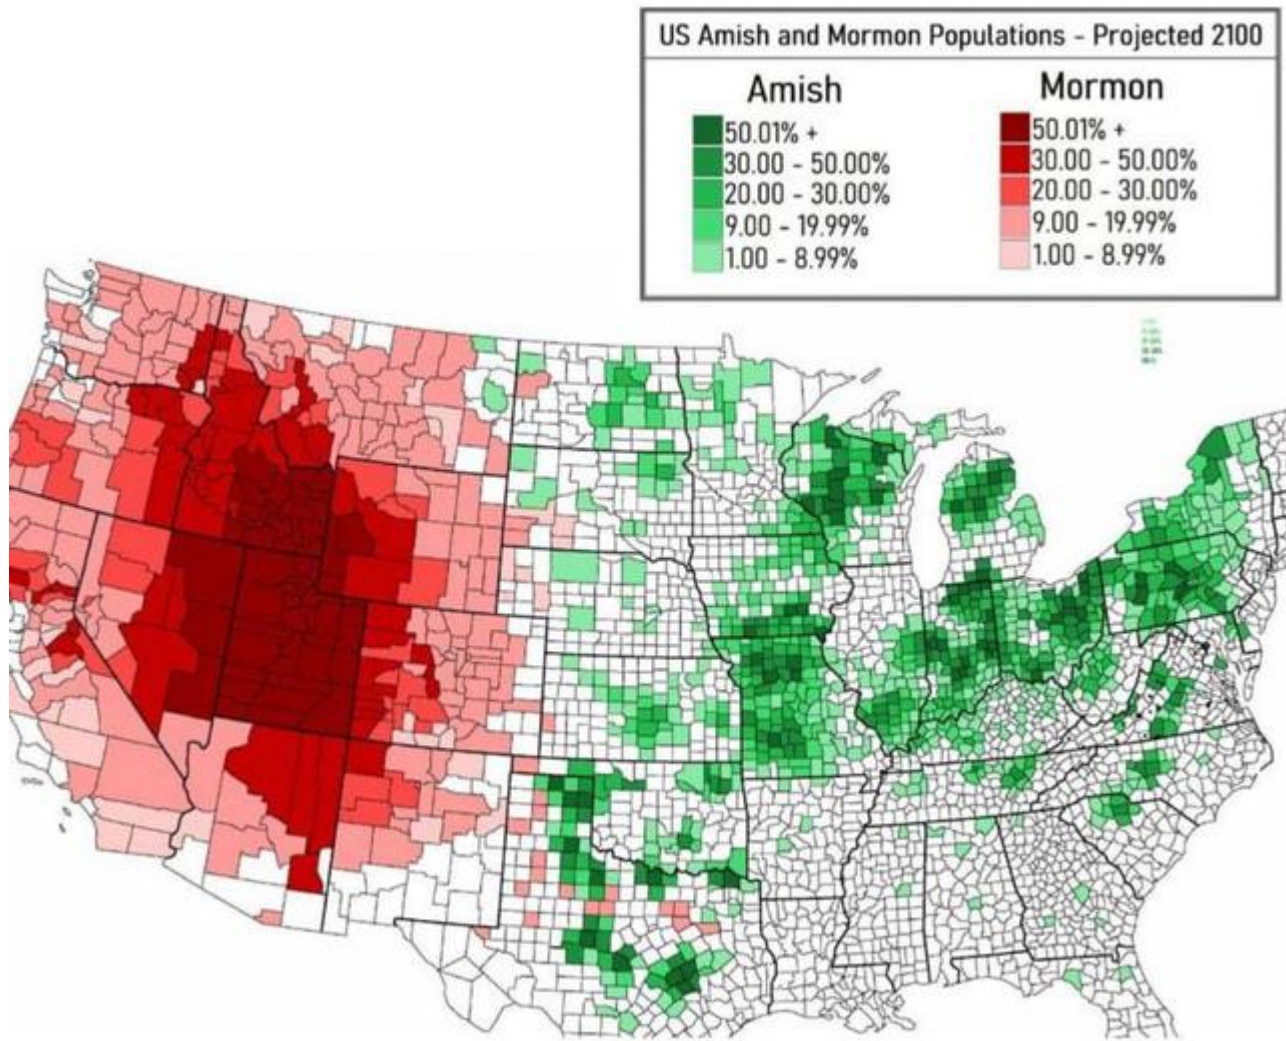 US Amish and Mormon Populations - Projected 2100
Amish
50.01% +
30.00 - 50.00%
20.00 - 30.00%
9.00 - 19.99%
1.00 - 8.99%
Mormon
50.01% +
30.00 - 50.00%
20.00 - 30.00%
9.00 - 19.99%
1.00 - 8.99%